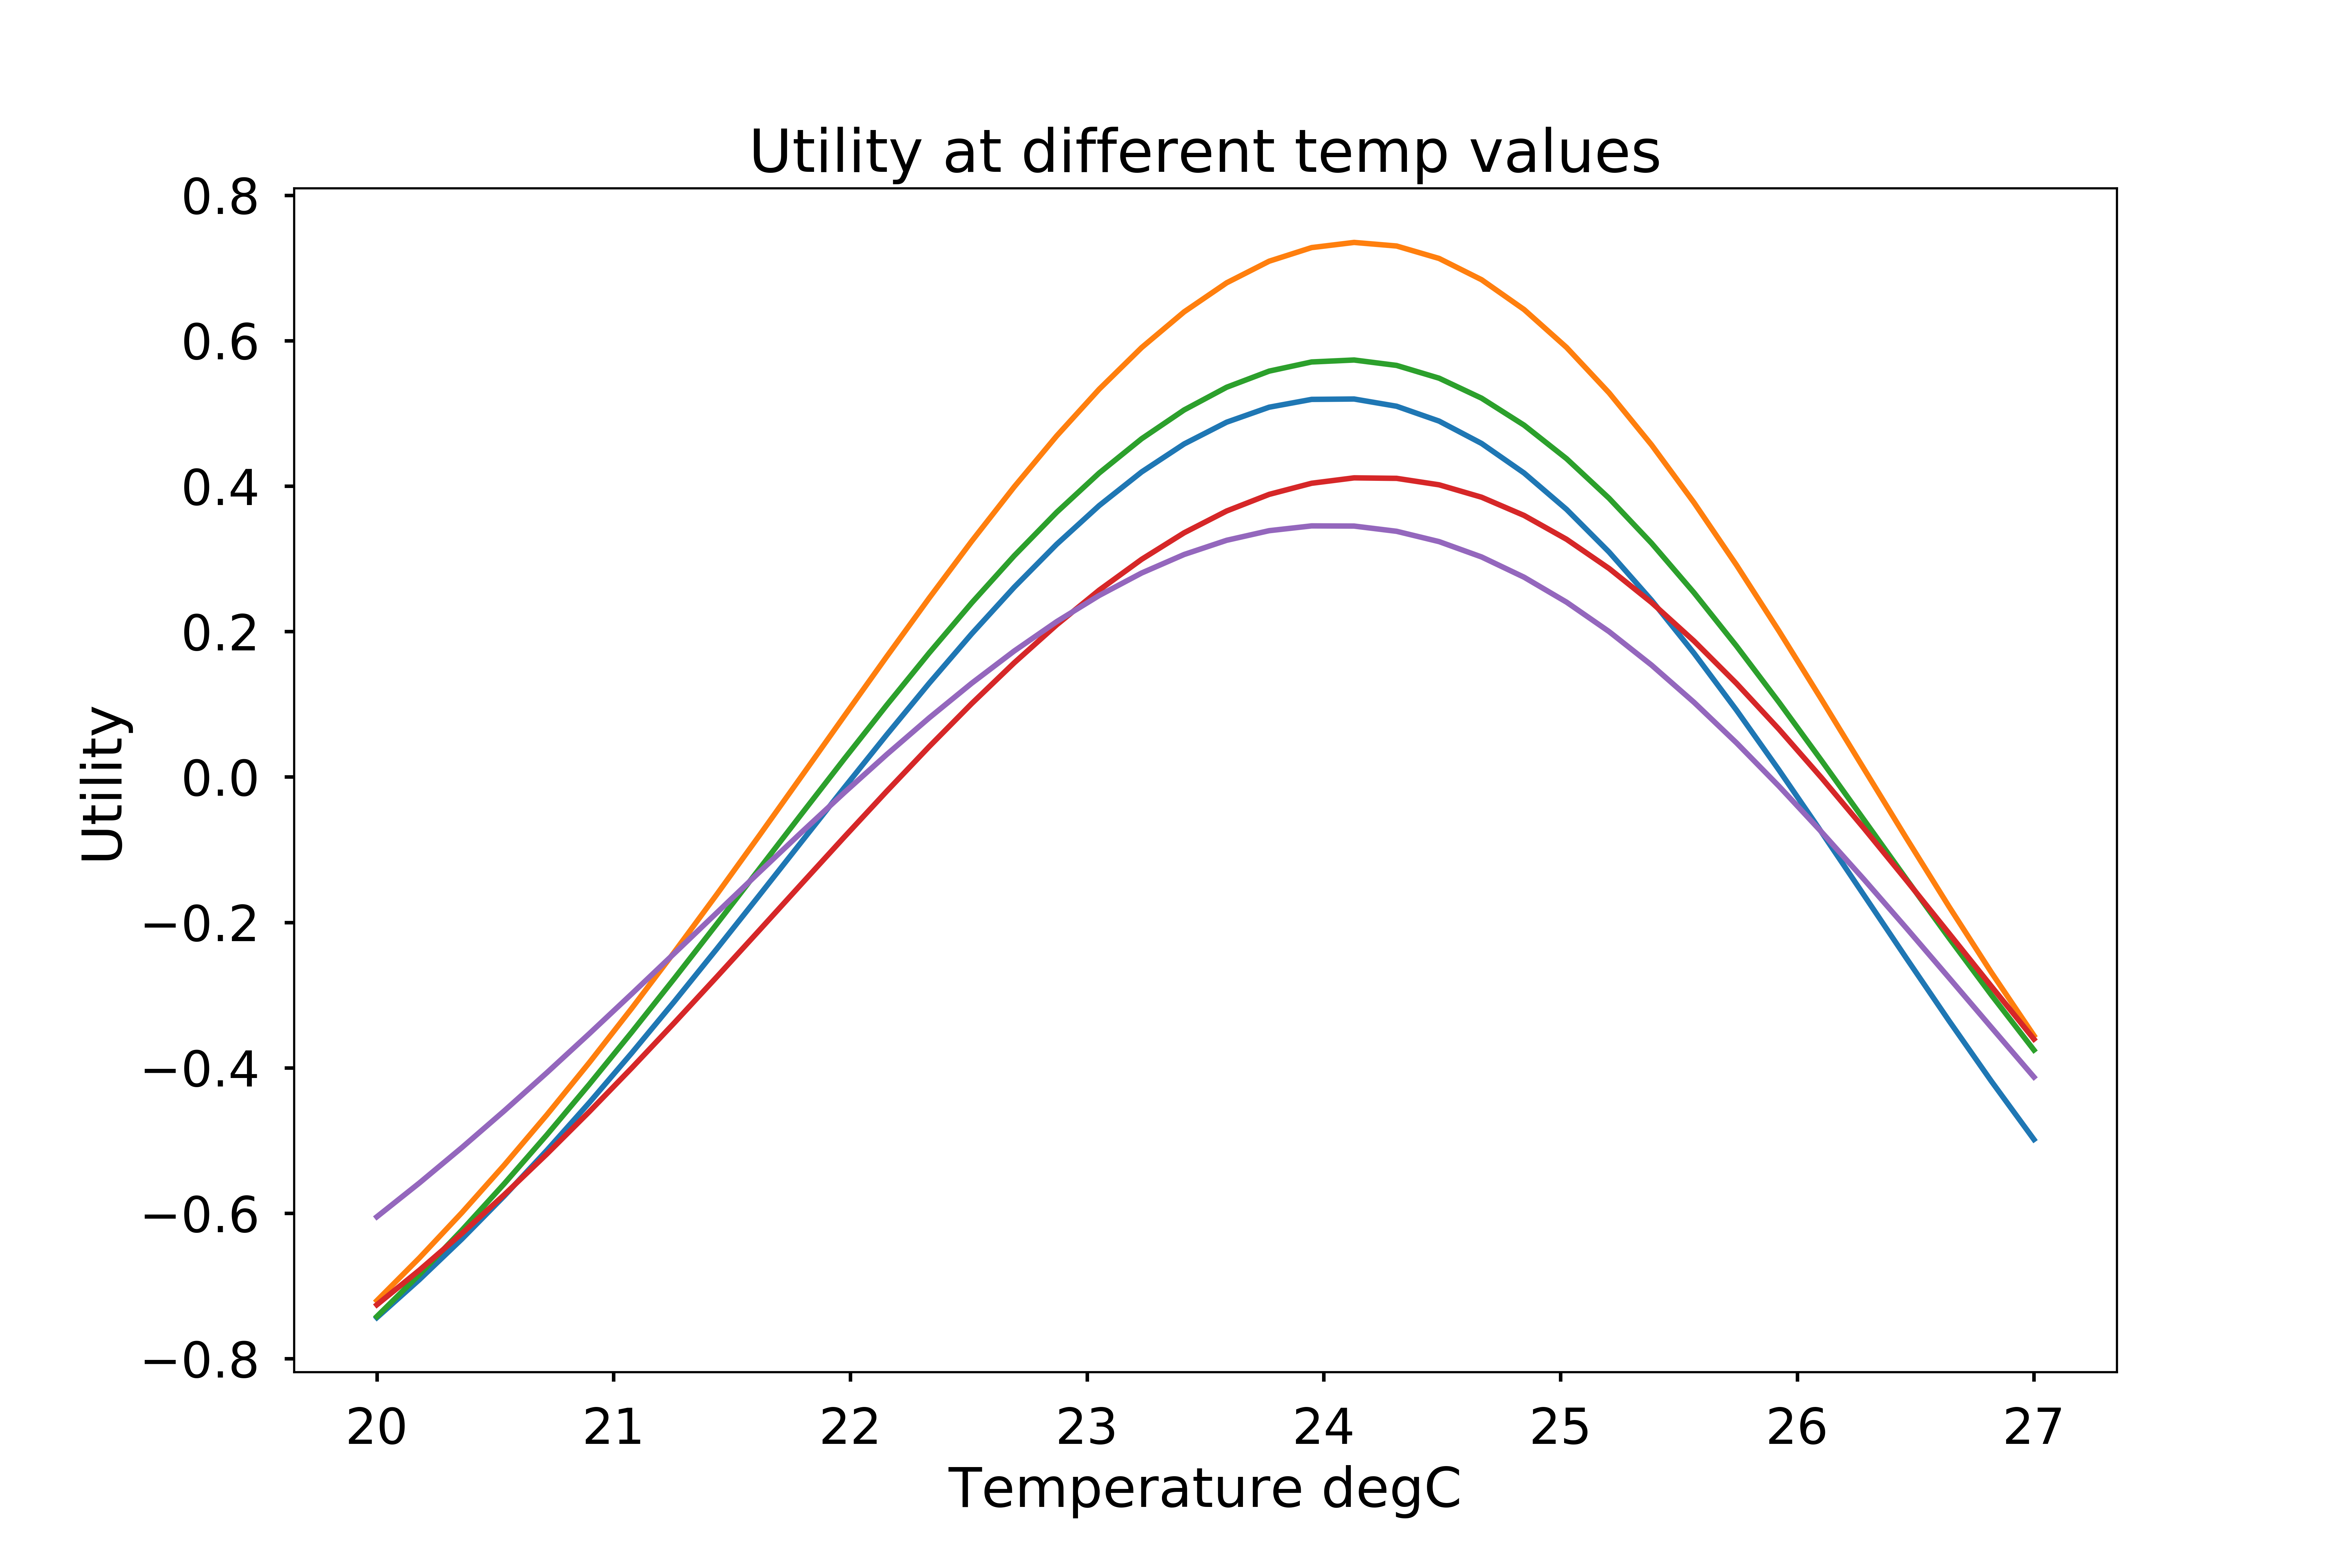 Utility at different temp values
0.8
0.6
0.4
0.2
0.0
−0.2
−0.4
−0.6
−0.8
Utility
20 21 22 23 24 25 26 27
Temperature degC